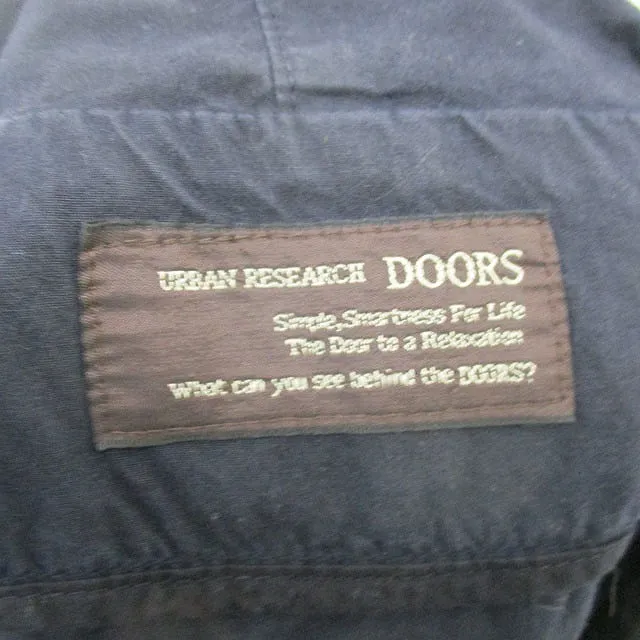 URBAN RESEARCH DOORS
Simple Smartness For Life
The Door to a Relaxation
What can you see behind the DOORS?